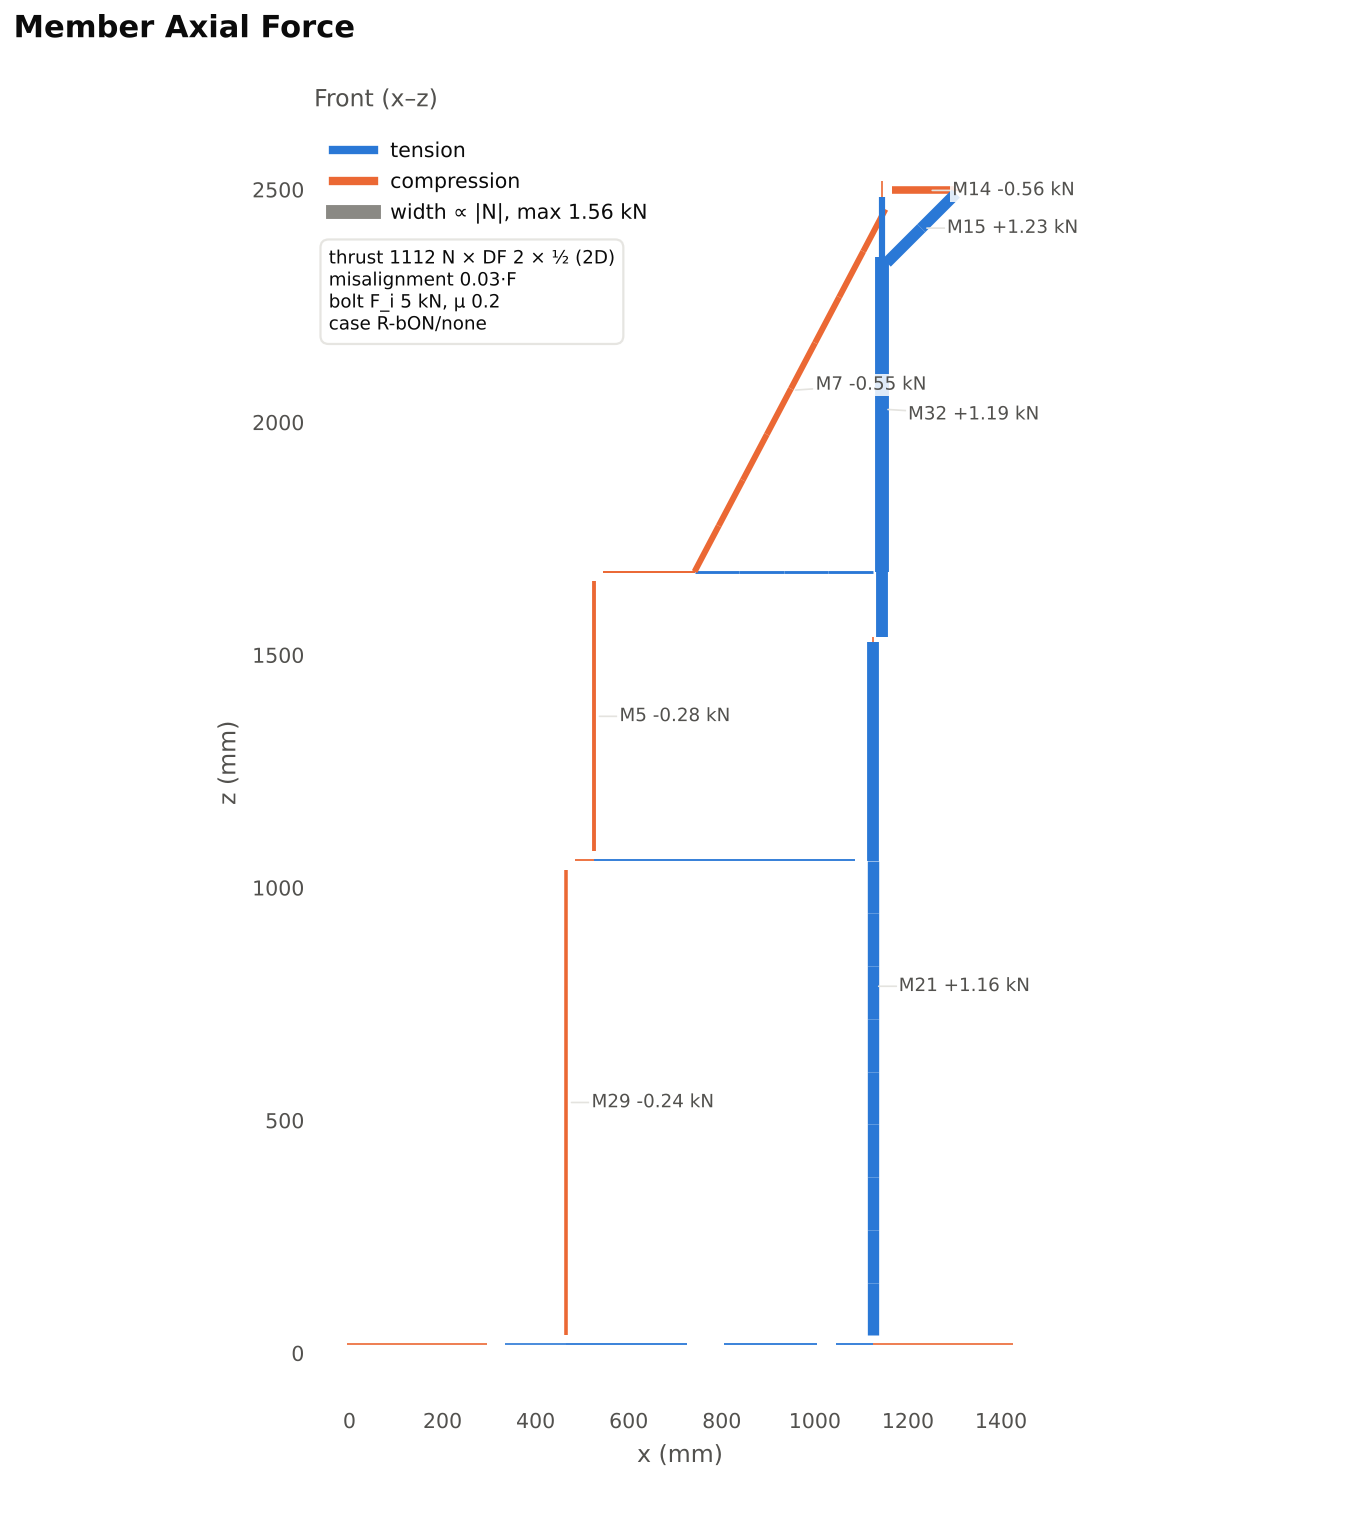 Member Axial Force
Front (x–z)
tension
compression
width ∝ |N|, max 1.56 kN
thrust 1112 N × DF 2 × ½ (2D)
misalignment 0.03·F
bolt F_i 5 kN, μ 0.2
case R-bON/none
2500
2000
1500
1000
500
0
z (mm)
M14 -0.56 kN
M15 +1.23 kN
M7 -0.55 kN
M32 +1.19 kN
M5 -0.28 kN
M21 +1.16 kN
M29 -0.24 kN
0 200 400 600 800 1000 1200 1400
x (mm)